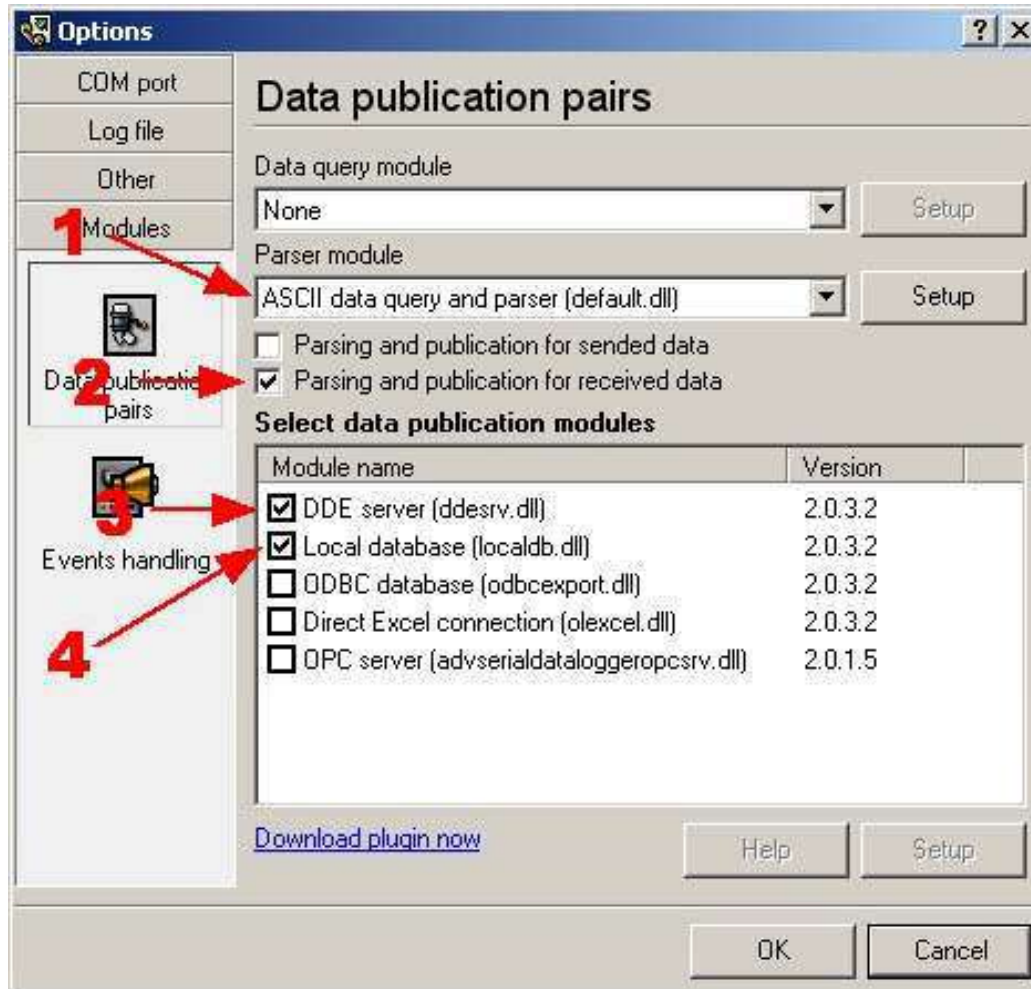 Options
COM port
Log file
Other
Modules
Data publication pairs
Data query module
None
Setup
Parser module
1
ASCII data query and parser (default.dll)
Setup
Parsing and publication for sended data
2
Parsing and publication for received data
Data publication
pairs
Select data publication modules
Module name Version
3
DDE server (ddesrv.dll) 2.0.3.2
Local database (localdb.dll) 2.0.3.2
ODBC database (odbcexport.dll) 2.0.3.2
Direct Excel connection (olexcel.dll) 2.0.3.2
OPC server (advserialdataloggeropcsrv.dll) 2.0.1.5
Events handling
4
Download plugin now
Help
Setup
OK
Cancel